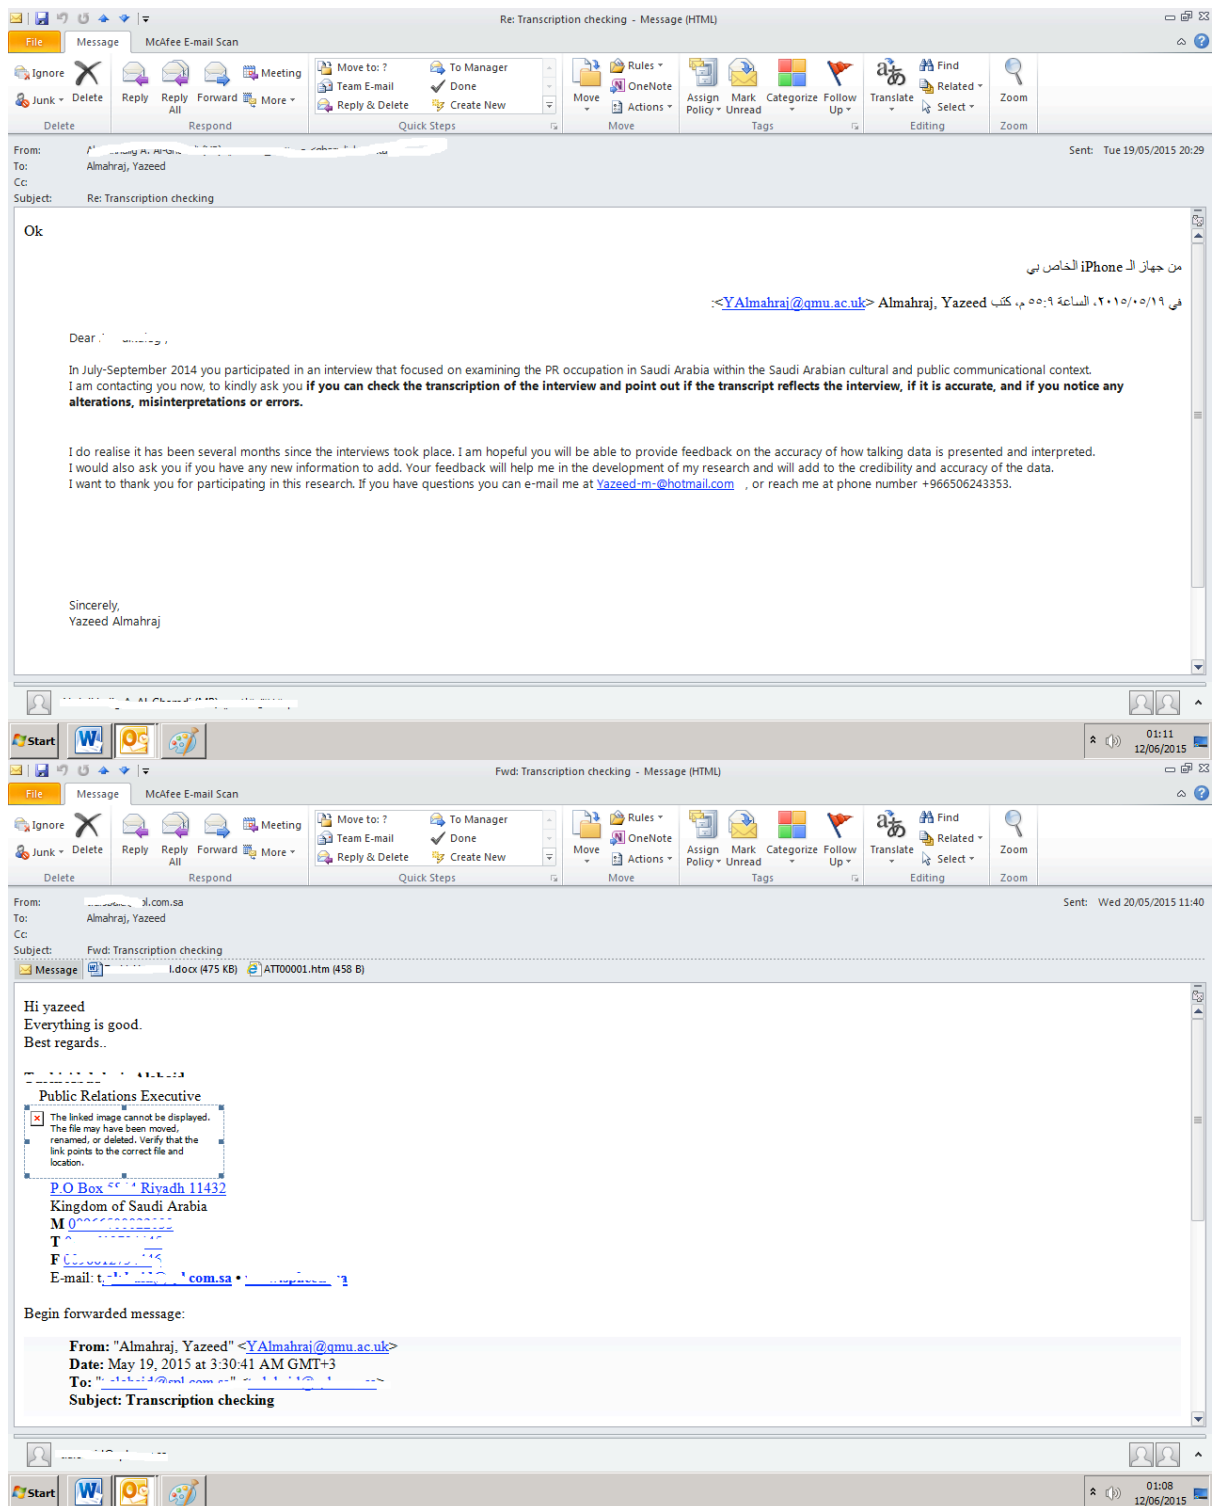 Re: Transcription checking - Message (HTML)
File Message McAfee E-mail Scan
Ignore Delete Junk Reply Reply All Forward Meeting More
Move to: ? To Manager
Team E-mail Done
Reply & Delete Create New
Move Rules OneNote Actions
Assign Policy Mark Unread Categorize Follow Up
Translate Find Related Select Zoom
Delete Respond Quick Steps Move Tags Editing Zoom
From:
Sent: Tue 19/05/2015 20:29
To: Almahraj, Yazeed
Cc:
Subject: Re: Transcription checking
Ok
من جهاز الـ iPhone الخاص بي
في ١٩‏/٠٥‏/٢٠١٥، الساعة ٩:٥٥ م، كتب Almahraj, Yazeed <YAlmahraj@qmu.ac.uk>:
Dear
In July-September 2014 you participated in an interview that focused on examining the PR occupation in Saudi Arabia within the Saudi Arabian cultural and public communicational context.
I am contacting you now, to kindly ask you if you can check the transcription of the interview and point out if the transcript reflects the interview, if it is accurate, and if you notice any
alterations, misinterpretations or errors.
I do realise it has been several months since the interviews took place. I am hopeful you will be able to provide feedback on the accuracy of how talking data is presented and interpreted.
I would also ask you if you have any new information to add. Your feedback will help me in the development of my research and will add to the credibility and accuracy of the data.
I want to thank you for participating in this research. If you have questions you can e-mail me at Yazeed-m-@hotmail.com , or reach me at phone number +966506243353.
Sincerely,
Yazeed Almahraj
Start
01:11
12/06/2015
Fwd: Transcription checking - Message (HTML)
File Message McAfee E-mail Scan
Ignore Delete Junk Reply Reply All Forward Meeting More
Move to: ? To Manager
Team E-mail Done
Reply & Delete Create New
Move Rules OneNote Actions
Assign Policy Mark Unread Categorize Follow Up
Translate Find Related Select Zoom
Delete Respond Quick Steps Move Tags Editing Zoom
From: pl.com.sa
Sent: Wed 20/05/2015 11:40
To: Almahraj, Yazeed
Cc:
Subject: Fwd: Transcription checking
Message l.docx (475 KB) ATT00001.htm (458 B)
Hi yazeed
Everything is good.
Best regards..
Public Relations Executive
The linked image cannot be displayed.
The file may have been moved,
renamed, or deleted. Verify that the
link points to the correct file and
location.
P.O Box Riyadh 11432
Kingdom of Saudi Arabia
M
T
F
E-mail: com.sa •
Begin forwarded message:
From: "Almahraj, Yazeed" <YAlmahraj@qmu.ac.uk>
Date: May 19, 2015 at 3:30:41 AM GMT+3
To:
Subject: Transcription checking
Start
01:08
12/06/2015